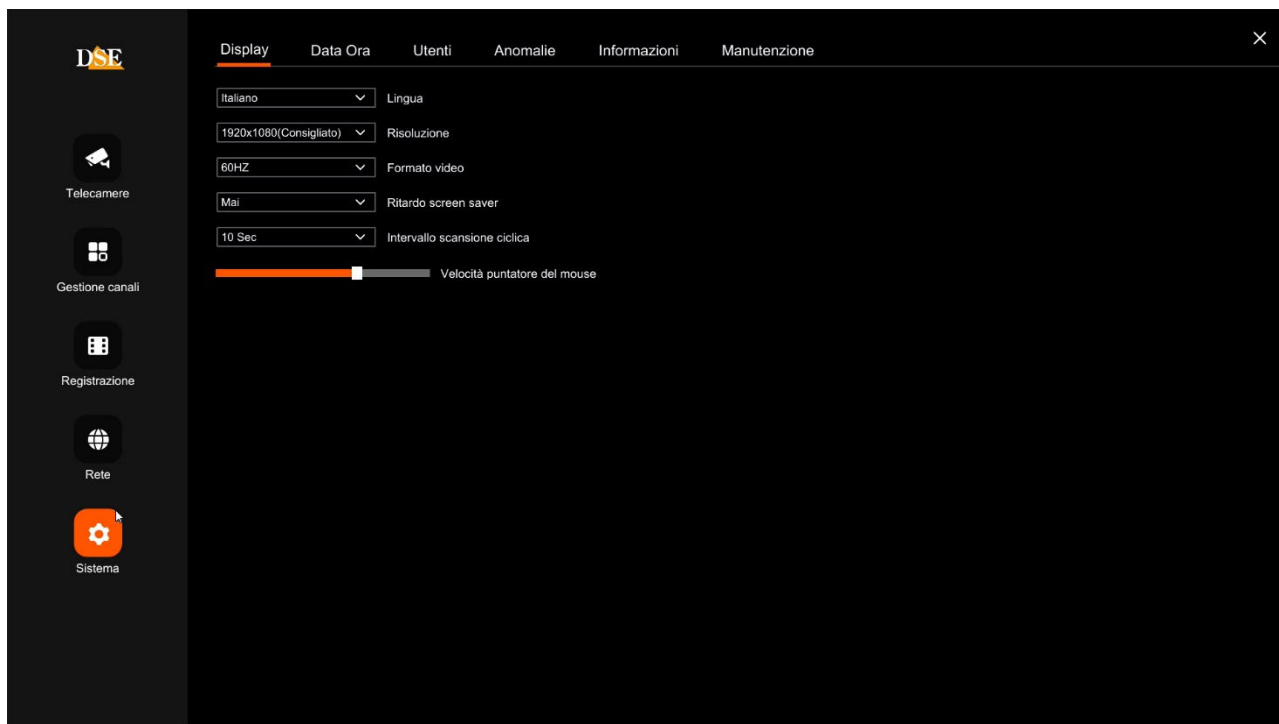 DSE
Display Data Ora Utenti Anomalie Informazioni Manutenzione
Italiano Lingua
1920x1080(Consigliato) Risoluzione
60HZ Formato video
Mai Ritardo screen saver
10 Sec Intervallo scansione ciclica
Velocità puntatore del mouse
Telecamere
Gestione canali
Registrazione
Rete
Sistema